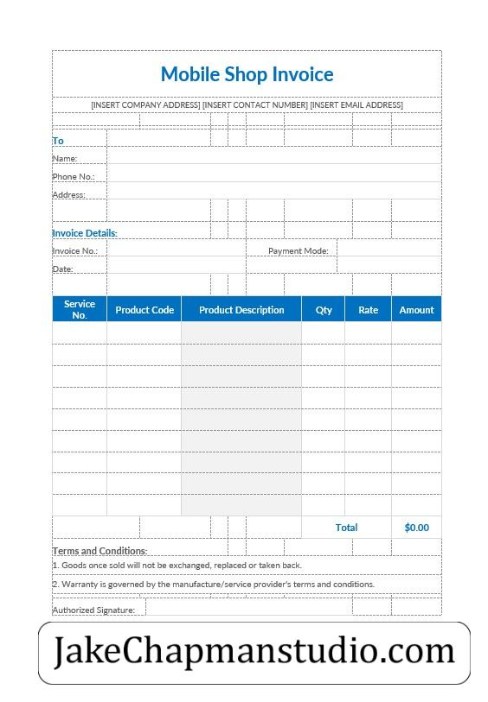 Mobile Shop Invoice
[INSERT COMPANY ADDRESS] [INSERT CONTACT NUMBER] [INSERT EMAIL ADDRESS]
To
Name:
Phone No.:
Address:
Invoice Details:
Invoice No.: Payment Mode:
Date:
Service No. Product Code Product Description Qty Rate Amount
Total $0.00
Terms and Conditions:
1. Goods once sold will not be exchanged, replaced or taken back.
2. Warranty is governed by the manufacture/service provider's terms and conditions.
Authorized Signature:
JakeChapmanstudio.com